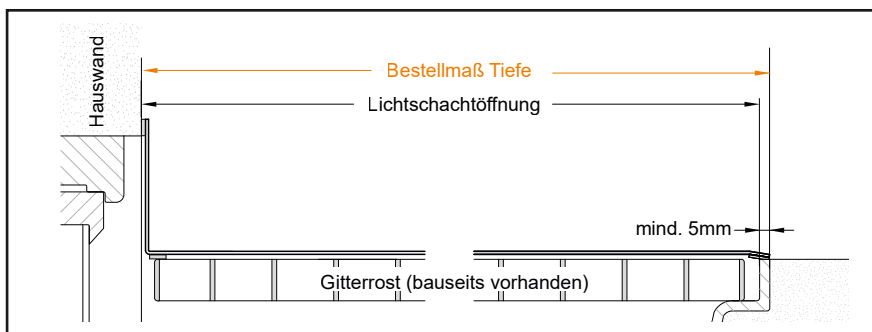 Bestellmaß Tiefe
Lichtschachtöffnung
Hauswand
mind. 5mm
Gitterrost (bauseits vorhanden)